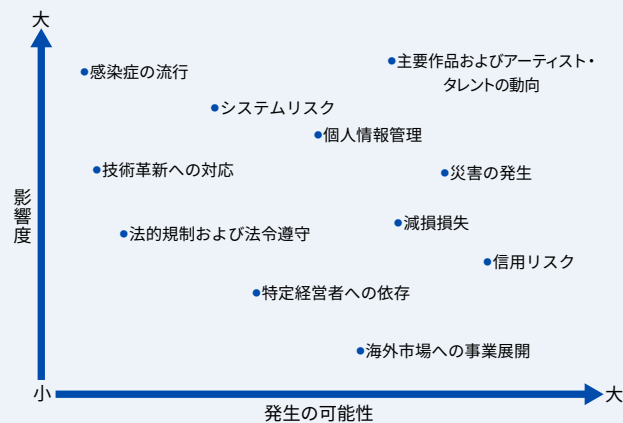 大
●感染症の流行
●主要作品およびアーティスト・
タレントの動向
●システムリスク
●個人情報管理
●技術革新への対応
●災害の発生
影響度
●法的規制および法令遵守
●減損損失
●信用リスク
●特定経営者への依存
●海外市場への事業展開
小
大
発生の可能性